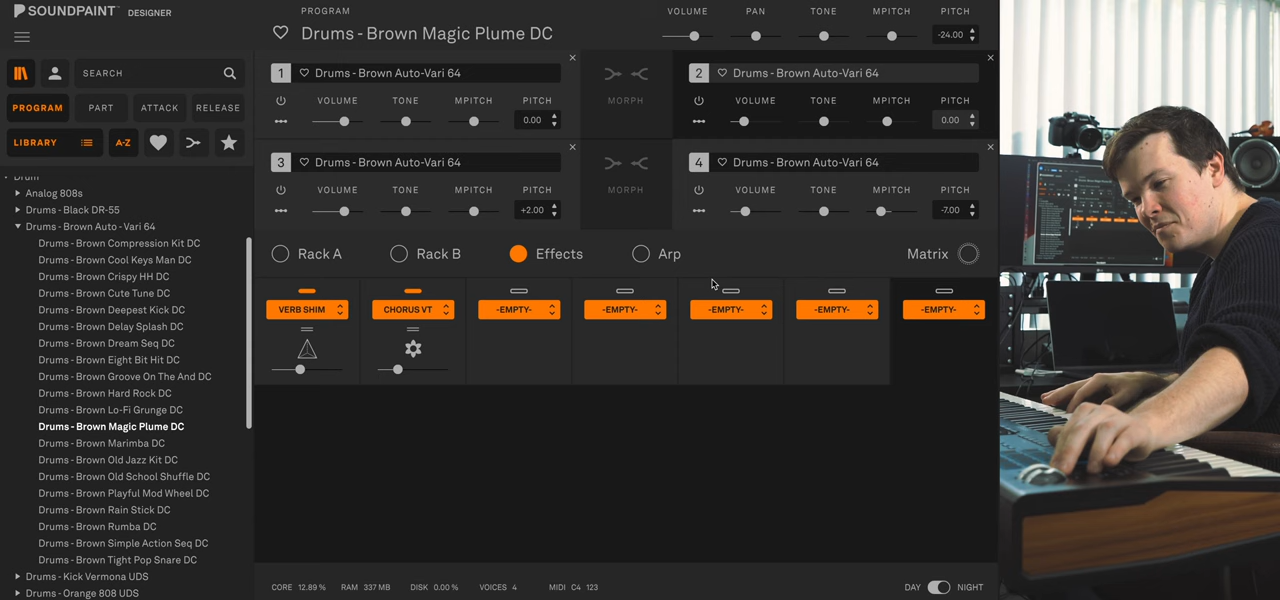 SOUNDPAINT DESIGNER
SEARCH
PROGRAM PART ATTACK RELEASE
LIBRARY A-Z
Drum
Analog 808s
Drums - Black DR-55
Drums - Brown Auto - Vari 64
Drums - Brown Compression Kit DC
Drums - Brown Cool Keys Man DC
Drums - Brown Crispy HH DC
Drums - Brown Cute Tune DC
Drums - Brown Deepest Kick DC
Drums - Brown Delay Splash DC
Drums - Brown Dream Seq DC
Drums - Brown Eight Bit Hit DC
Drums - Brown Groove On The And DC
Drums - Brown Hard Rock DC
Drums - Brown Lo-Fi Grunge DC
Drums - Brown Magic Plume DC
Drums - Brown Marimba DC
Drums - Brown Old Jazz Kit DC
Drums - Brown Old School Shuffle DC
Drums - Brown Playful Mod Wheel DC
Drums - Brown Rain Stick DC
Drums - Brown Rumba DC
Drums - Brown Simple Action Seq DC
Drums - Brown Tight Pop Snare DC
Drums - Kick Vermona UDS
Drums - Orange 808 UDS
PROGRAM
Drums - Brown Magic Plume DC
VOLUME PAN TONE MPITCH PITCH
-24.00
1 Drums - Brown Auto-Vari 64
VOLUME TONE MPITCH PITCH
0.00
MORPH
2 Drums - Brown Auto-Vari 64
VOLUME TONE MPITCH PITCH
0.00
3 Drums - Brown Auto-Vari 64
VOLUME TONE MPITCH PITCH
+2.00
MORPH
4 Drums - Brown Auto-Vari 64
VOLUME TONE MPITCH PITCH
-7.00
Rack A Rack B Effects Arp Matrix
VERB SHIM CHORUS VT -EMPTY- -EMPTY- -EMPTY- -EMPTY- -EMPTY-
CORE 12.89 % RAM 337 MB DISK 0.00 % VOICES 4 MIDI C4 123 DAY NIGHT